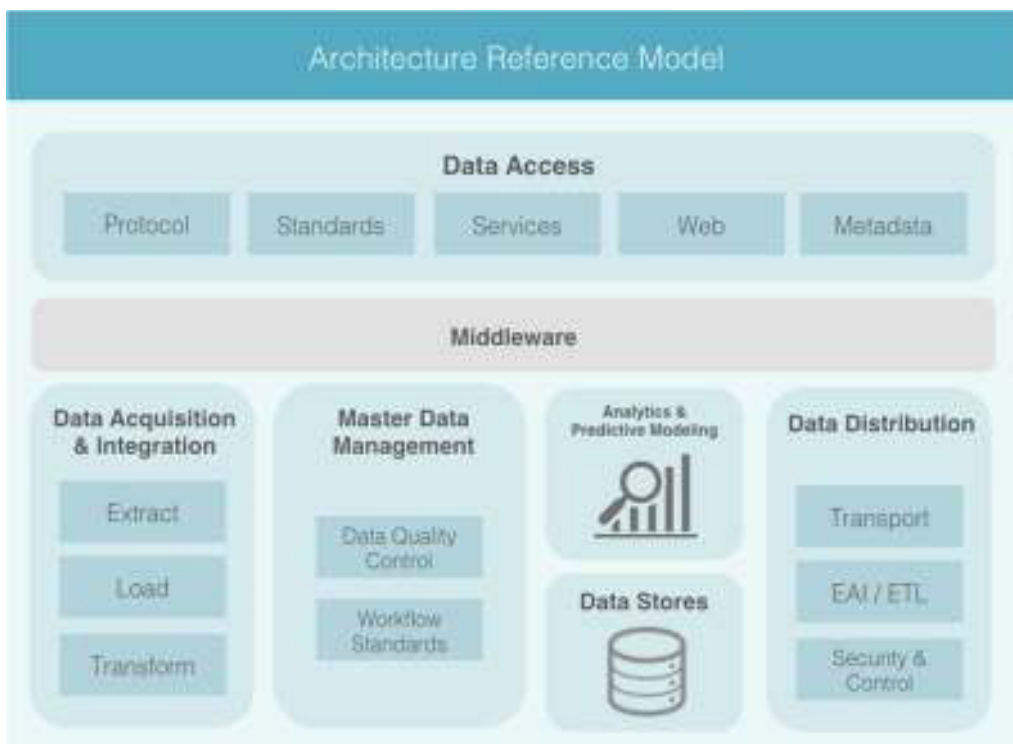 Architecture Reference Model
Data Access
Protocol
Standards
Services
Web
Metadata
Middleware
Data Acquisition
& Integration
Extract
Load
Transform
Master Data
Management
Data Quality
Control
Workflow
Standards
Analytics &
Predictive Modeling
Data Stores
Data Distribution
Transport
EAI / ETL
Security &
Control